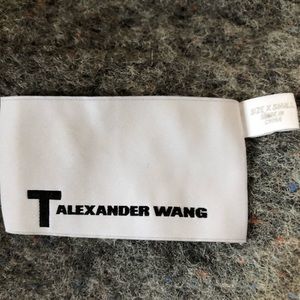 T ALEXANDER WANG
SIZE X SMALL
MADE IN
CHINA